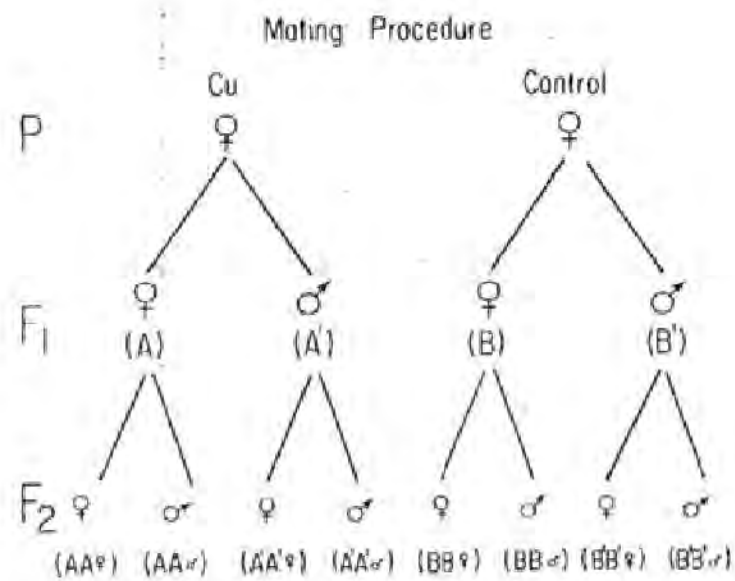 Mating Procedure
Cu Control
P ♀ ♀
F₁ ♀ ♂ ♀ ♂
(A) (A') (B) (B')
F₂ ♀ ♂ ♀ ♂ ♀ ♂ ♀ ♂
(AA♀) (AA♂) (A'A'♀) (A'A'♂) (BB♀) (BB♂) (B'B'♀) (B'B'♂)